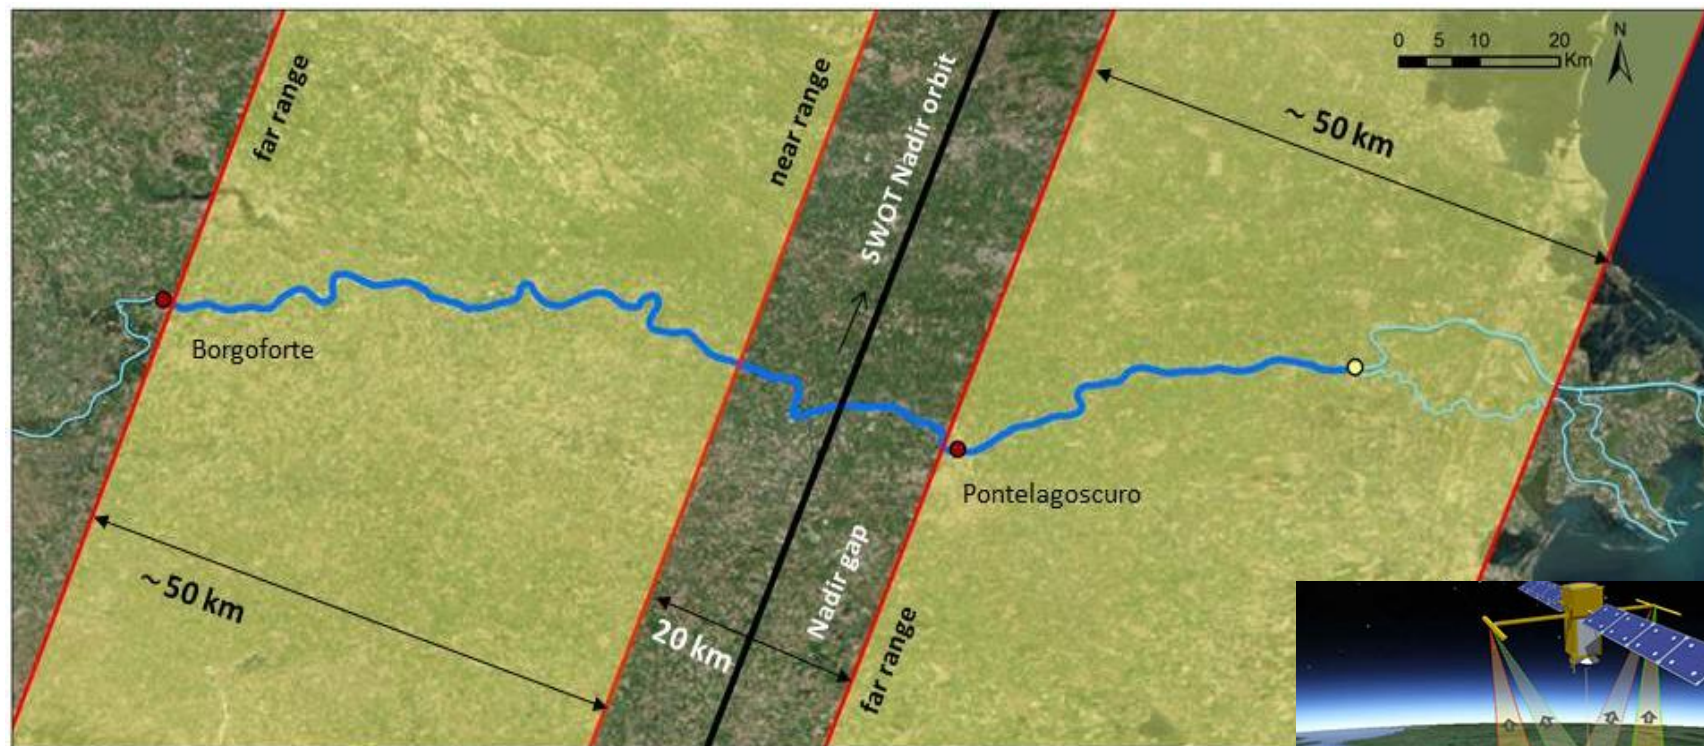 0 5 10 20
Km
N
far range
near range
SWOT Nadir orbit
~ 50 km
Borgoforte
Pontelagoscuro
~ 50 km
20 km
Nadir gap
far range